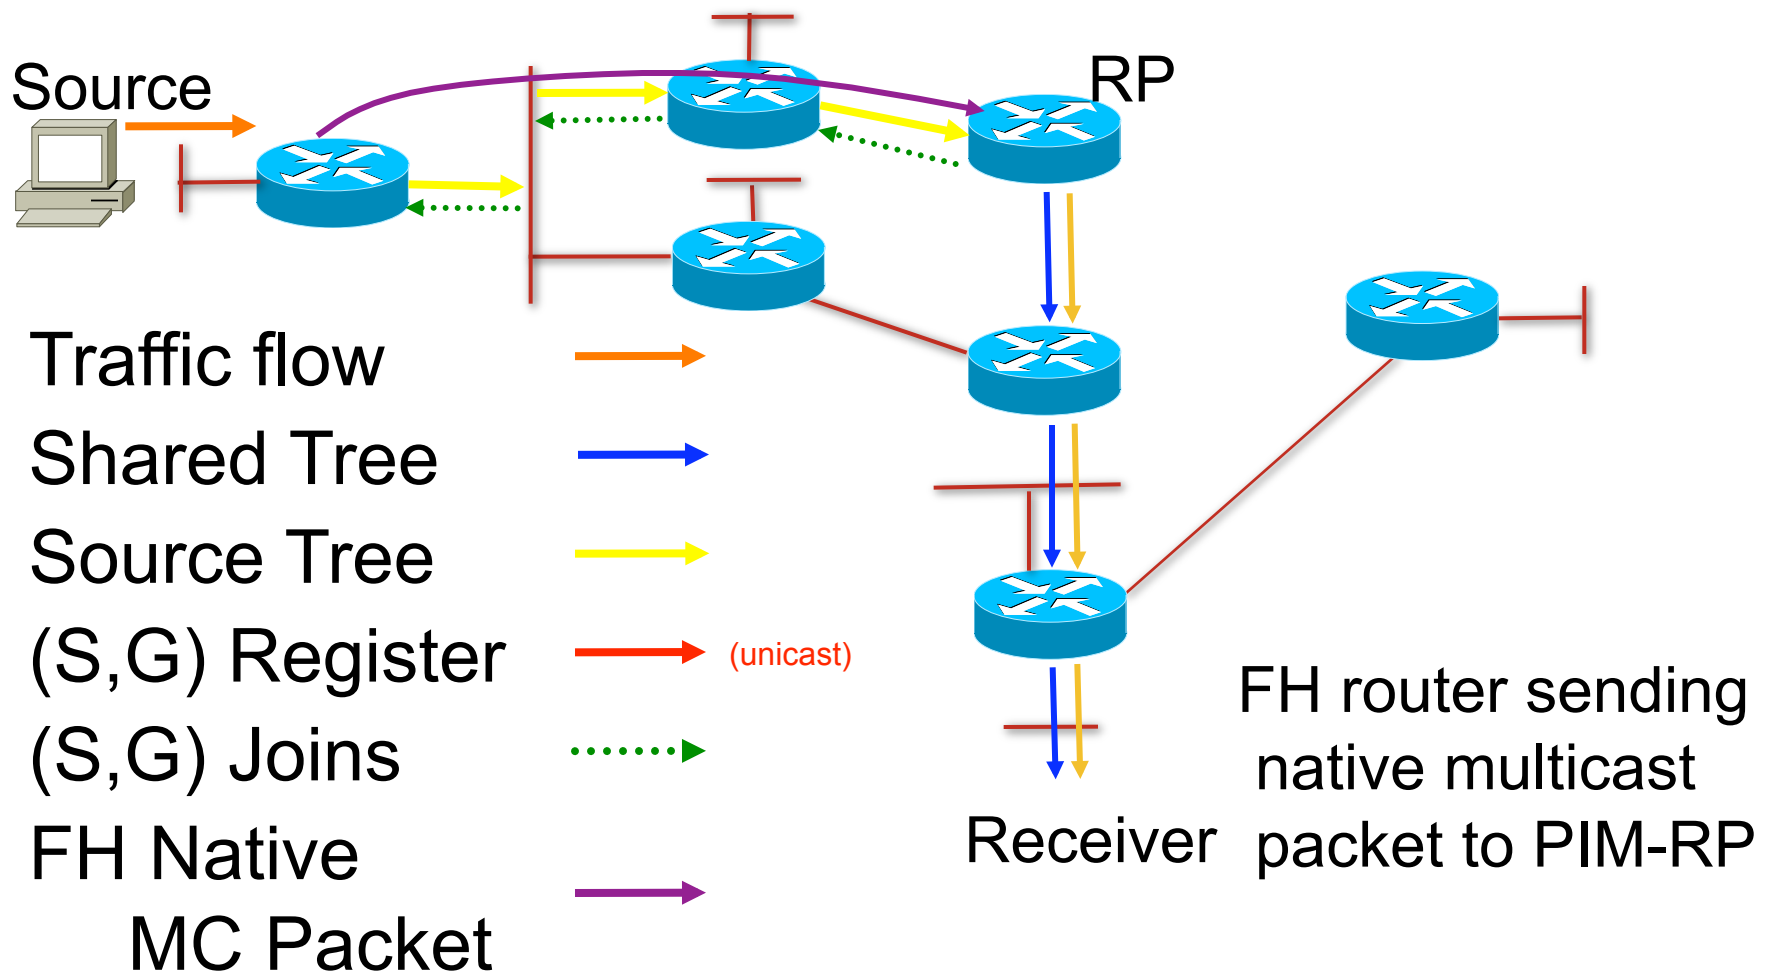 Source
RP
Traffic flow
Shared Tree
Source Tree
(S,G) Register
(unicast)
(S,G) Joins
FH Native
MC Packet
Receiver
FH router sending
native multicast
packet to PIM-RP